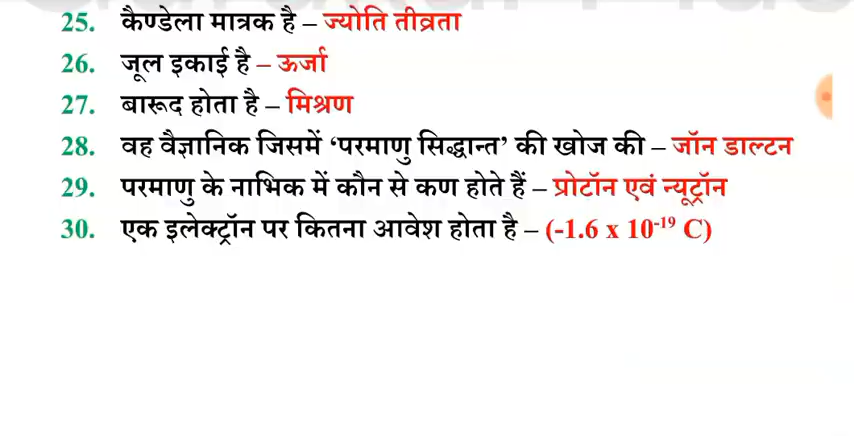 25. कैण्डेला मात्रक है – ज्योति तीव्रता
26. जूल इकाई है – ऊर्जा
27. बारूद होता है – मिश्रण
28. वह वैज्ञानिक जिसमें ‘परमाणु सिद्धान्त’ की खोज की – जॉन डाल्टन
29. परमाणु के नाभिक में कौन से कण होते हैं – प्रोटॉन एवं न्यूट्रॉन
30. एक इलेक्ट्रॉन पर कितना आवेश होता है – (-1.6 x 10⁻¹⁹ C)